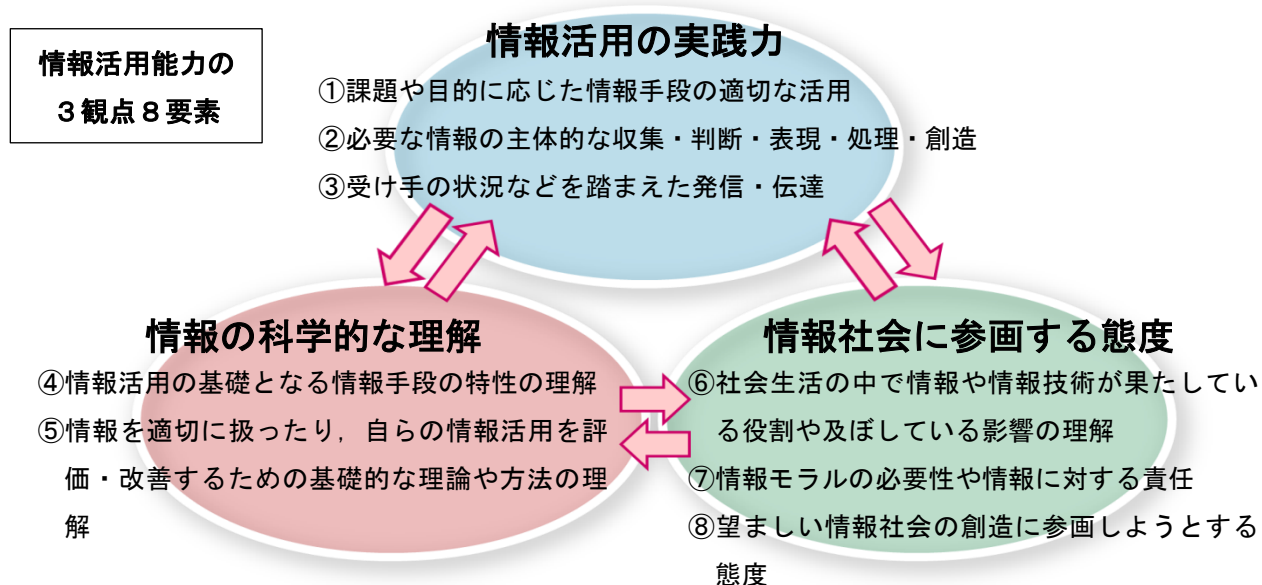 情報活用能力の
３観点８要素
情報活用の実践力
①課題や目的に応じた情報手段の適切な活用
②必要な情報の主体的な収集・判断・表現・処理・創造
③受け手の状況などを踏まえた発信・伝達
情報の科学的な理解
④情報活用の基礎となる情報手段の特性の理解
⑤情報を適切に扱ったり，自らの情報活用を評
価・改善するための基礎的な理論や方法の理
解
情報社会に参画する態度
⑥社会生活の中で情報や情報技術が果たしてい
る役割や及ぼしている影響の理解
⑦情報モラルの必要性や情報に対する責任
⑧望ましい情報社会の創造に参画しようとする
態度